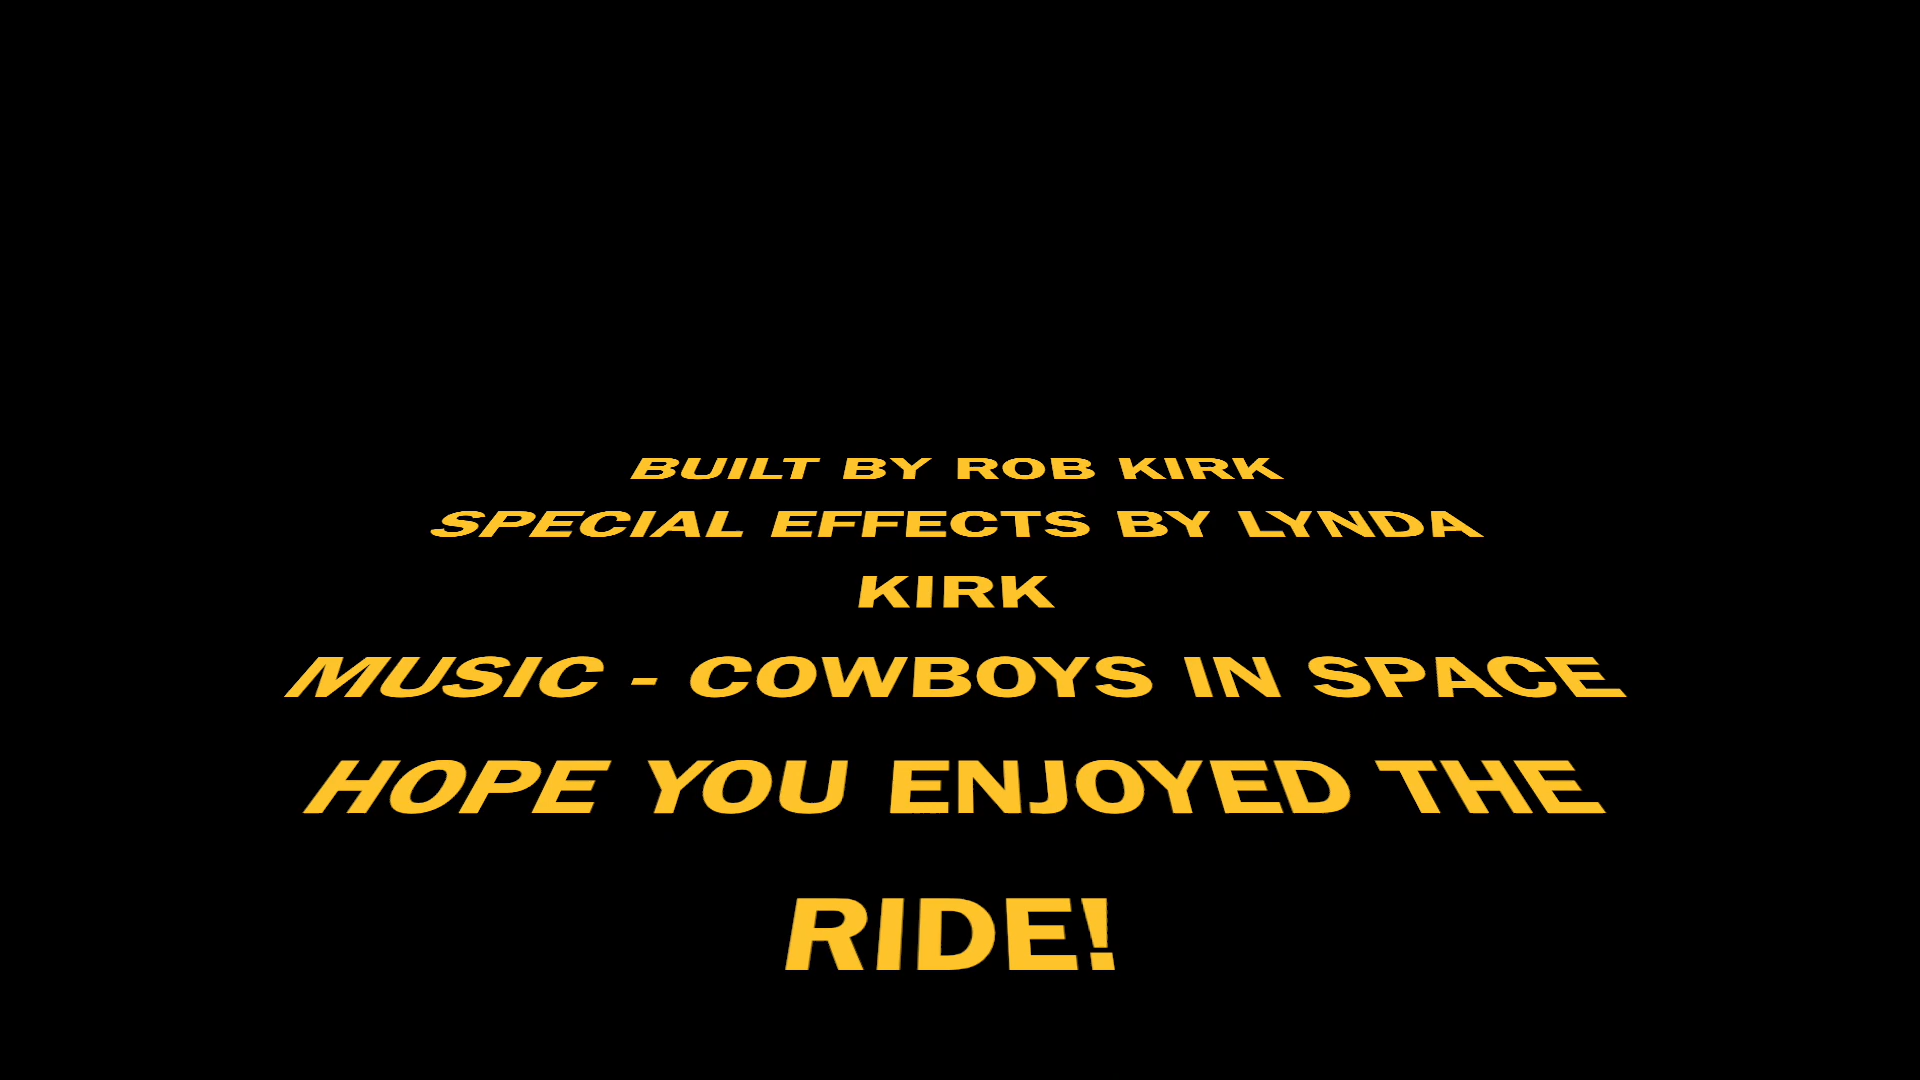 BUILT BY ROB KIRK
SPECIAL EFFECTS BY LYNDA
KIRK
MUSIC - COWBOYS IN SPACE
HOPE YOU ENJOYED THE
RIDE!